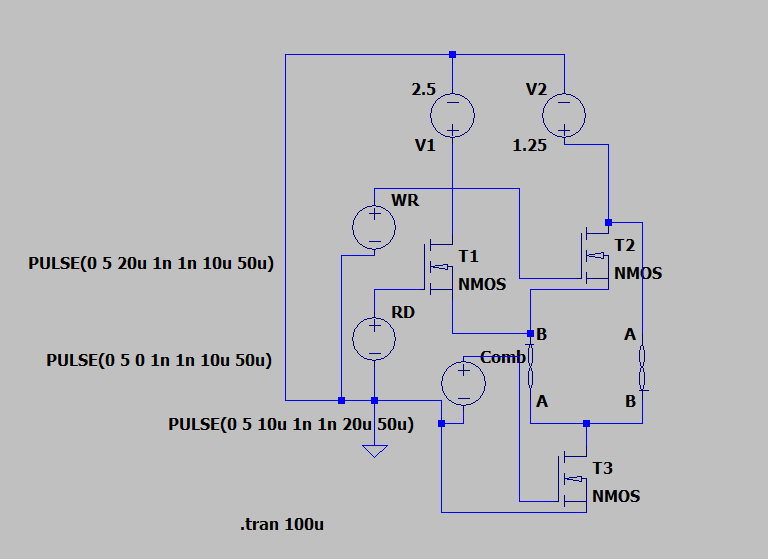 2.5
V2
V1
1.25
WR
PULSE(0 5 20u 1n 1n 10u 50u)
T1
NMOS
T2
NMOS
RD
PULSE(0 5 0 1n 1n 10u 50u)
Comb
B
A
A
B
PULSE(0 5 10u 1n 1n 20u 50u)
T3
NMOS
.tran 100u